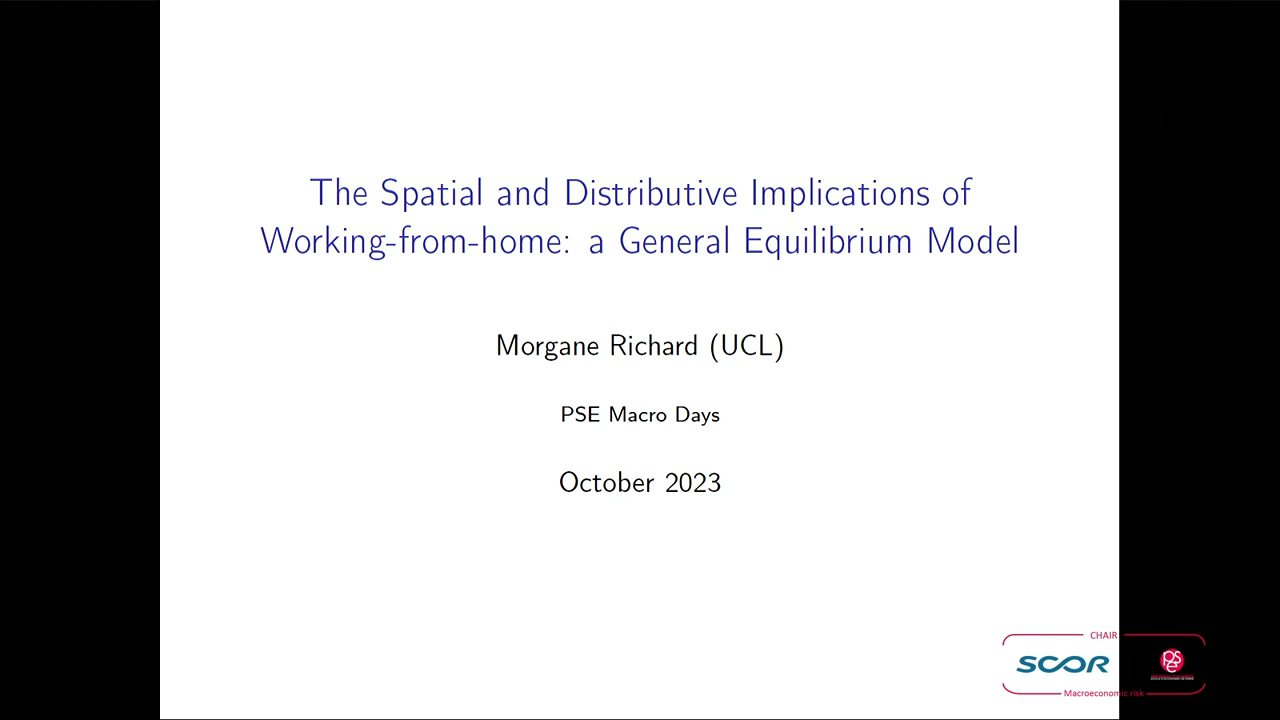 The Spatial and Distributive Implications of
Working-from-home: a General Equilibrium Model
Morgane Richard (UCL)
PSE Macro Days
October 2023
CHAIR
SCOR
pse
Macroeconomic risk